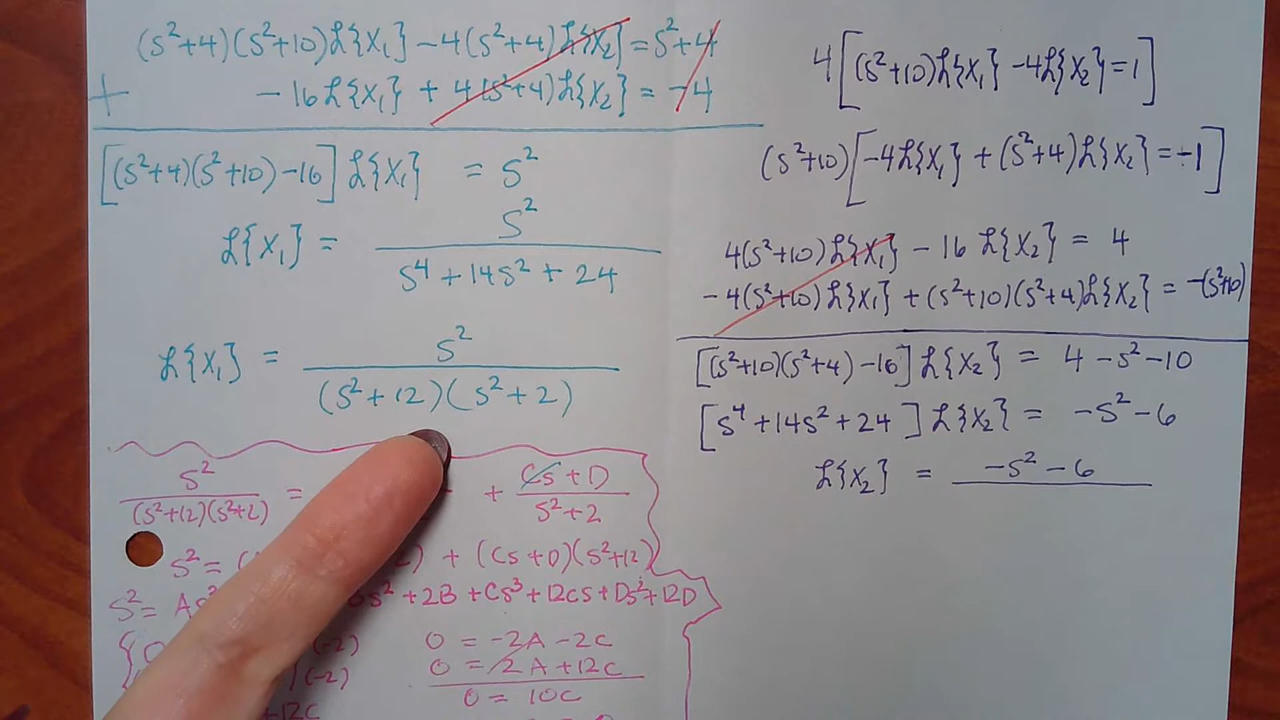 (s²+4)(s²+10)ℒ{x₁} -4(s²+4)ℒ{x₂} = s²+4
+ -16ℒ{x₁} + 4(s²+4)ℒ{x₂} = -4
[(s²+4)(s²+10)-16]ℒ{x₁} = s²
ℒ{x₁} = s²
s⁴+14s²+24
ℒ{x₁} = s²
(s²+12)(s²+2)
s²
(s²+12)(s²+2)
=
+ Cs+D
s²+2
s² = ) + (Cs+D)(s²+12)
s² = As s² +2B +Cs³+12Cs+Ds²+12D
(-2) 0 = -2A-2C
(-2) 0 = 2A+12C
+12C 0 = 10C
4[(s²+10)ℒ{x₁} -4ℒ{x₂} = 1]
(s²+10)[-4ℒ{x₁} + (s²+4)ℒ{x₂} = -1]
4(s²+10)ℒ{x₁} - 16 ℒ{x₂} = 4
-4(s²+10)ℒ{x₁} + (s²+10)(s²+4)ℒ{x₂} = -(s²+10)
[(s²+10)(s²+4)-16]ℒ{x₂} = 4-s²-10
[s⁴+14s²+24]ℒ{x₂} = -s²-6
ℒ{x₂} = -s²-6